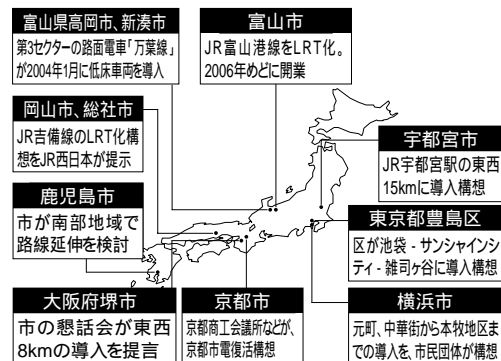 富山県高岡市、新湊市
第3セクターの路面電車「万葉線」
が2004年1月に低床車両を導入
富山市
JR富山港線をLRT化。
2006年めどに開業
岡山市、総社市
JR吉備線のLRT化構
想をJR西日本が提示
宇都宮市
JR宇都宮駅の東西
15kmに導入構想
鹿児島市
市が南部地域で
路線延伸を検討
東京都豊島区
区が池袋 - サンシャインシ
ティ - 雑司ヶ谷に導入構想
大阪府堺市
市の懇話会が東西
8kmの導入を提言
京都市
京都商工会議所などが、
京都市電復活構想
横浜市
元町、中華街から本牧地区ま
での導入を、市民団体が構想